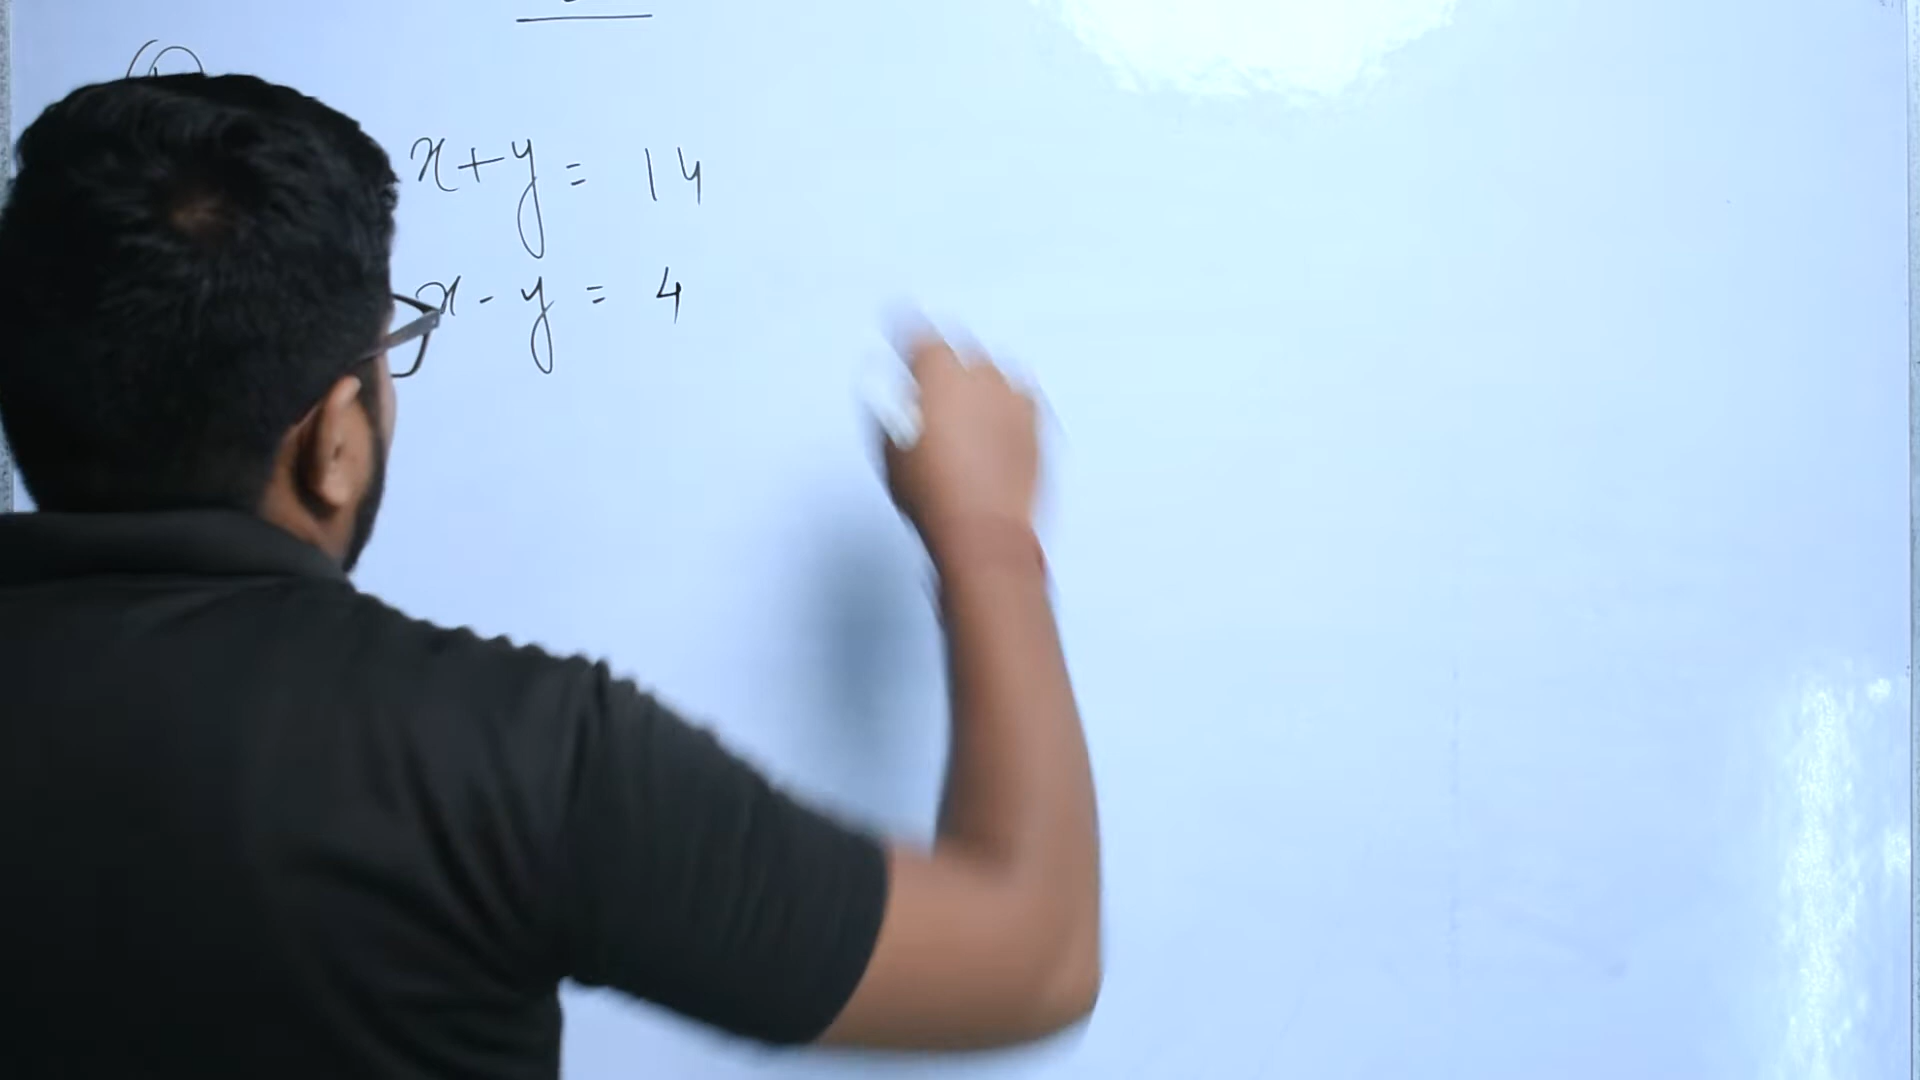 x + y = 14
x - y = 4